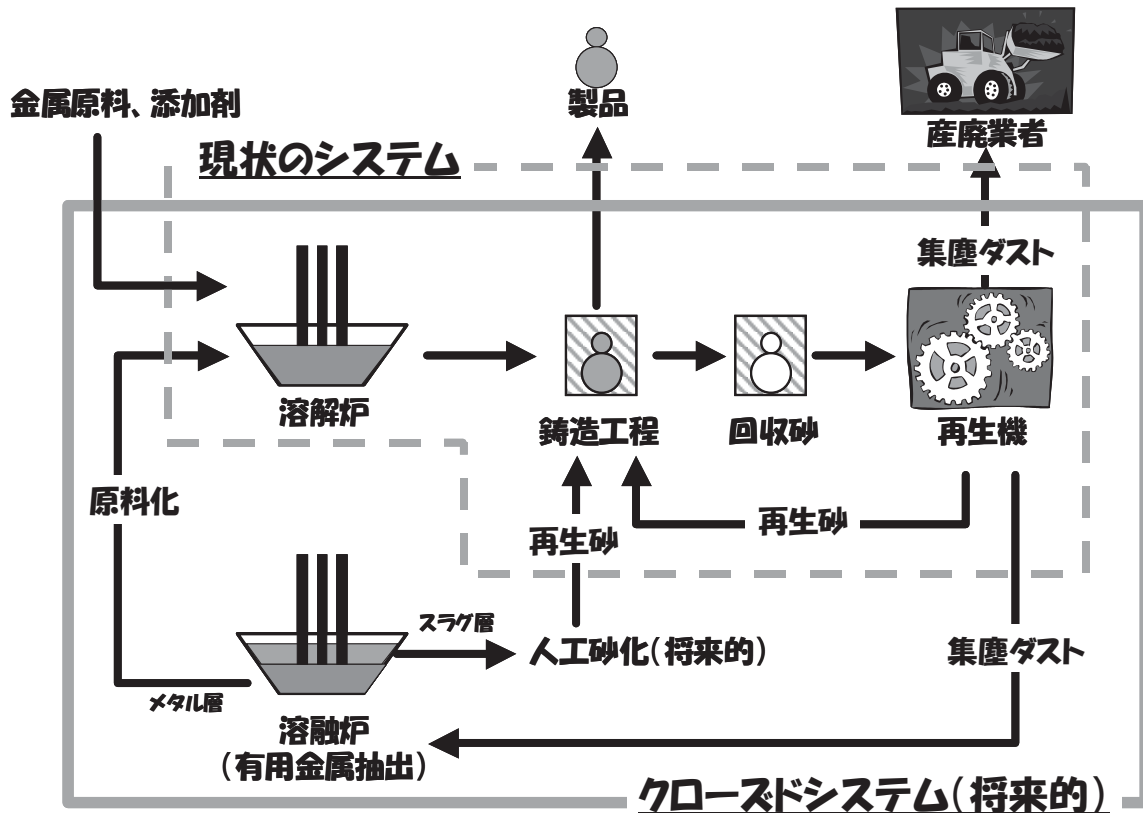 金属原料、添加剤
製品
産廃業者
現状のシステム
集塵ダスト
溶解炉
鋳造工程
回収砂
再生機
原料化
再生砂
再生砂
スラグ層
人工砂化(将来的)
集塵ダスト
メタル層
溶融炉
(有用金属抽出)
クローズドシステム(将来的)